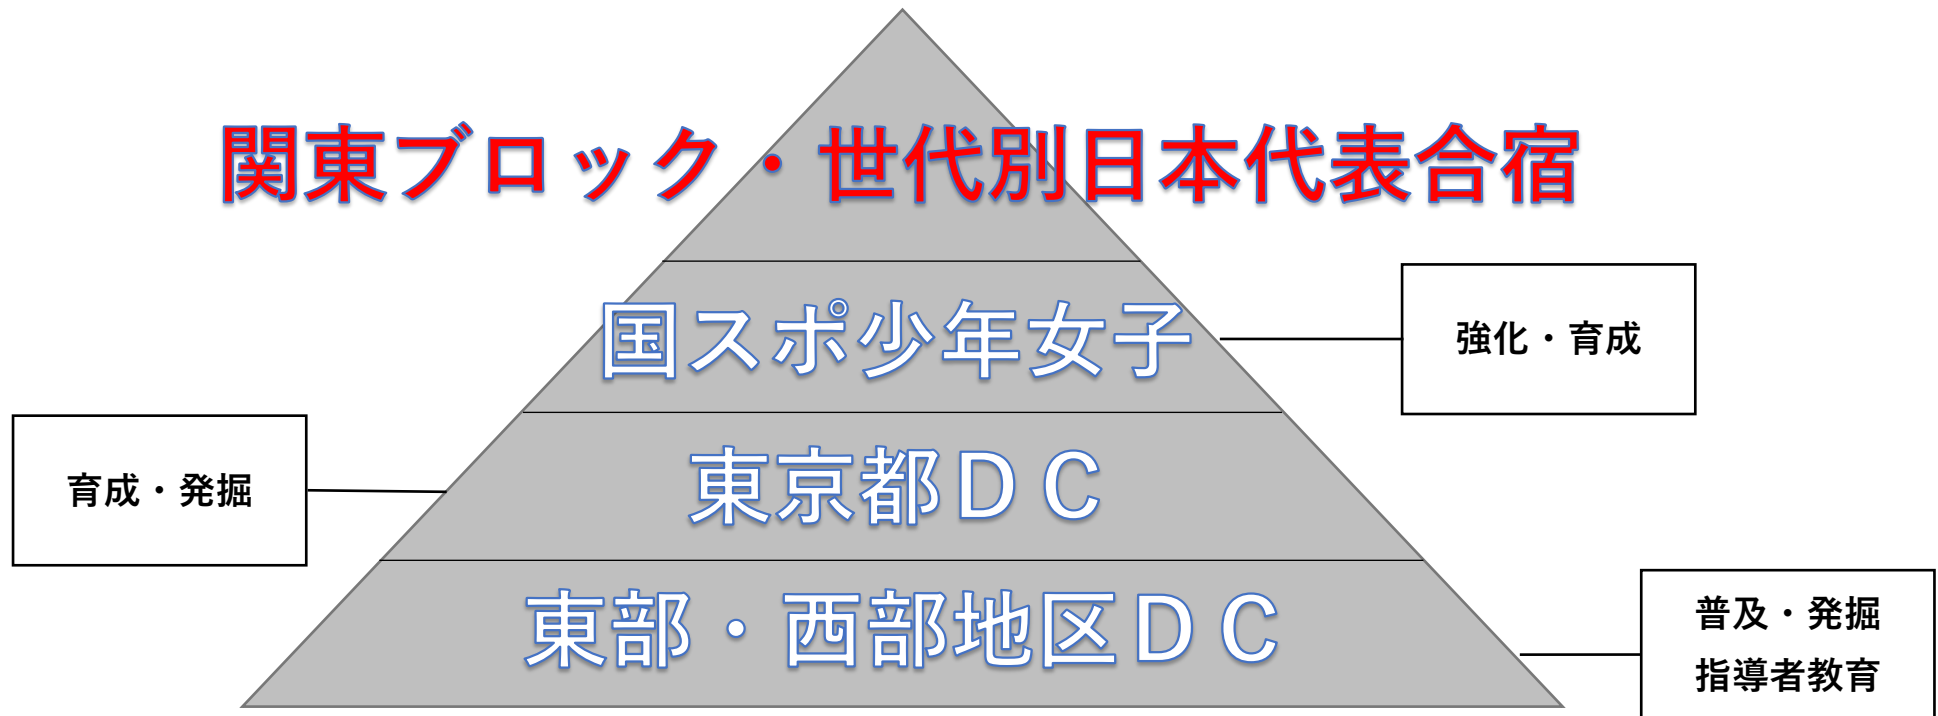 関東ブロック・世代別日本代表合宿
国スポ少年女子
強化・育成
東京都ＤＣ
育成・発掘
東部・西部地区ＤＣ
普及・発掘
指導者教育